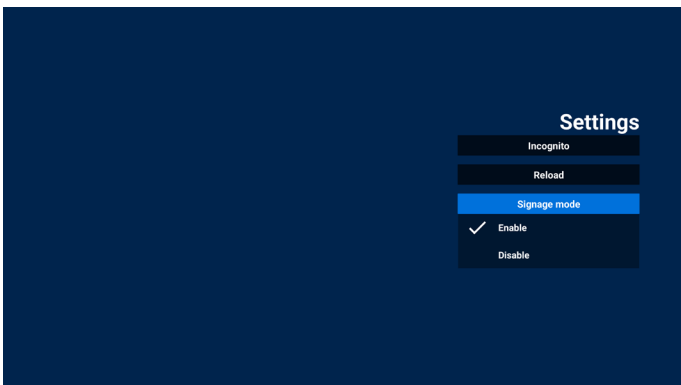 Settings
Incognito
Reload
Signage mode
Enable
Disable